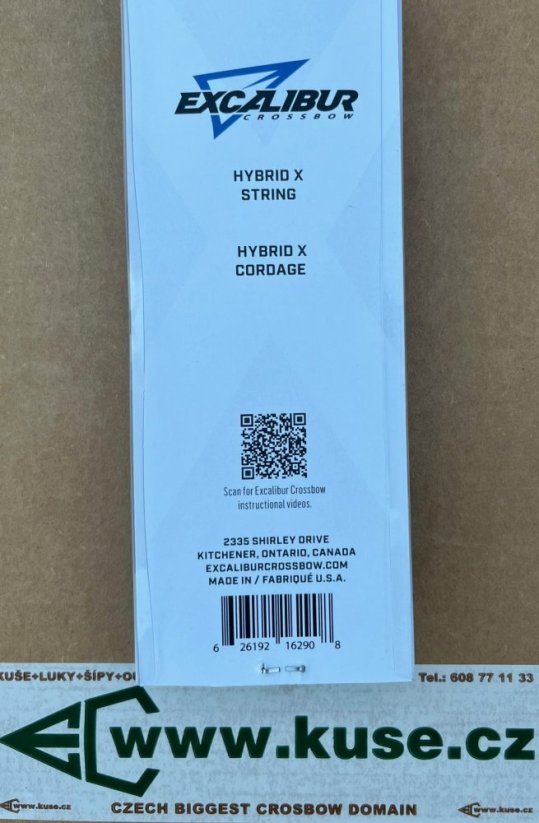 EXCALIBUR
CROSSBOW
HYBRID X
STRING
HYBRID X
CORDAGE
Scan for Excalibur Crossbow
instructional videos.
2335 SHIRLEY DRIVE
KITCHENER, ONTARIO, CANADA
EXCALIBURCROSSBOW.COM
MADE IN / FABRIQUÉ U.S.A.
6 26192 16290 8
KUŠE+LUKY+ŠÍPY+ Tel.: 608 77 11 33
www.kuse.cz
www.kuse.cz CZECH BIGGEST CROSBOW DOMAIN www.kuse.cz